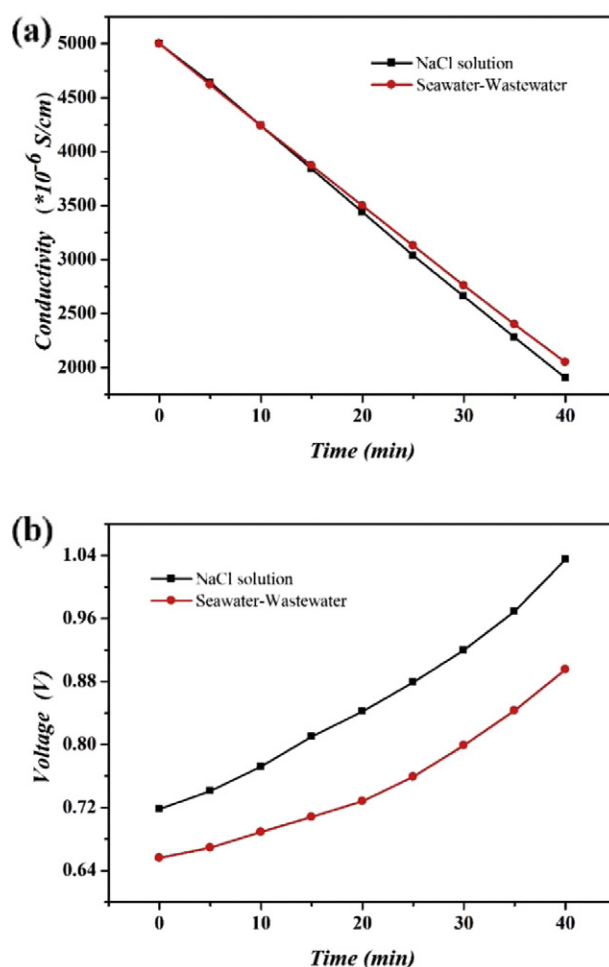 (a)
5000
4500
4000
3500
3000
2500
2000
Conductivity (*10⁻⁶ S/cm)
NaCl solution
Seawater-Wastewater
0 10 20 30 40
Time (min)
(b)
1.04
0.96
0.88
0.80
0.72
0.64
Voltage (V)
NaCl solution
Seawater-Wastewater
0 10 20 30 40
Time (min)